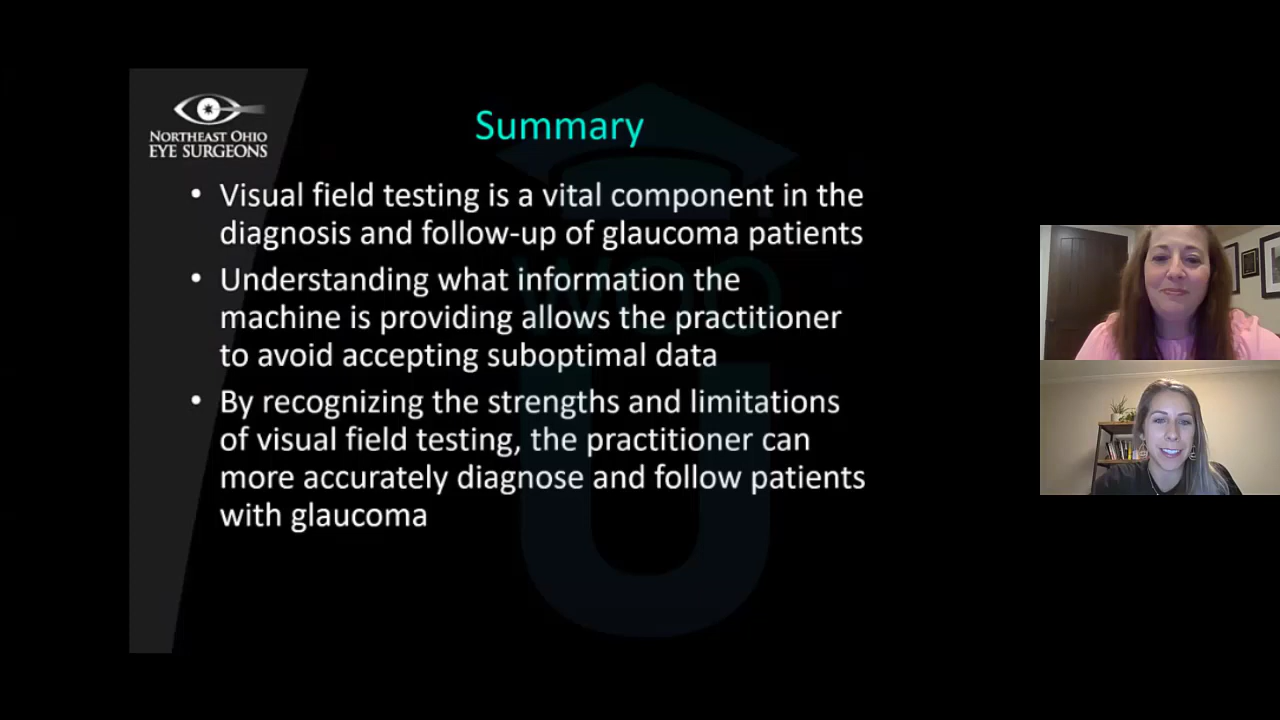 NORTHEAST OHIO
EYE SURGEONS
Summary
• Visual field testing is a vital component in the
diagnosis and follow-up of glaucoma patients
• Understanding what information the
machine is providing allows the practitioner
to avoid accepting suboptimal data
• By recognizing the strengths and limitations
of visual field testing, the practitioner can
more accurately diagnose and follow patients
with glaucoma